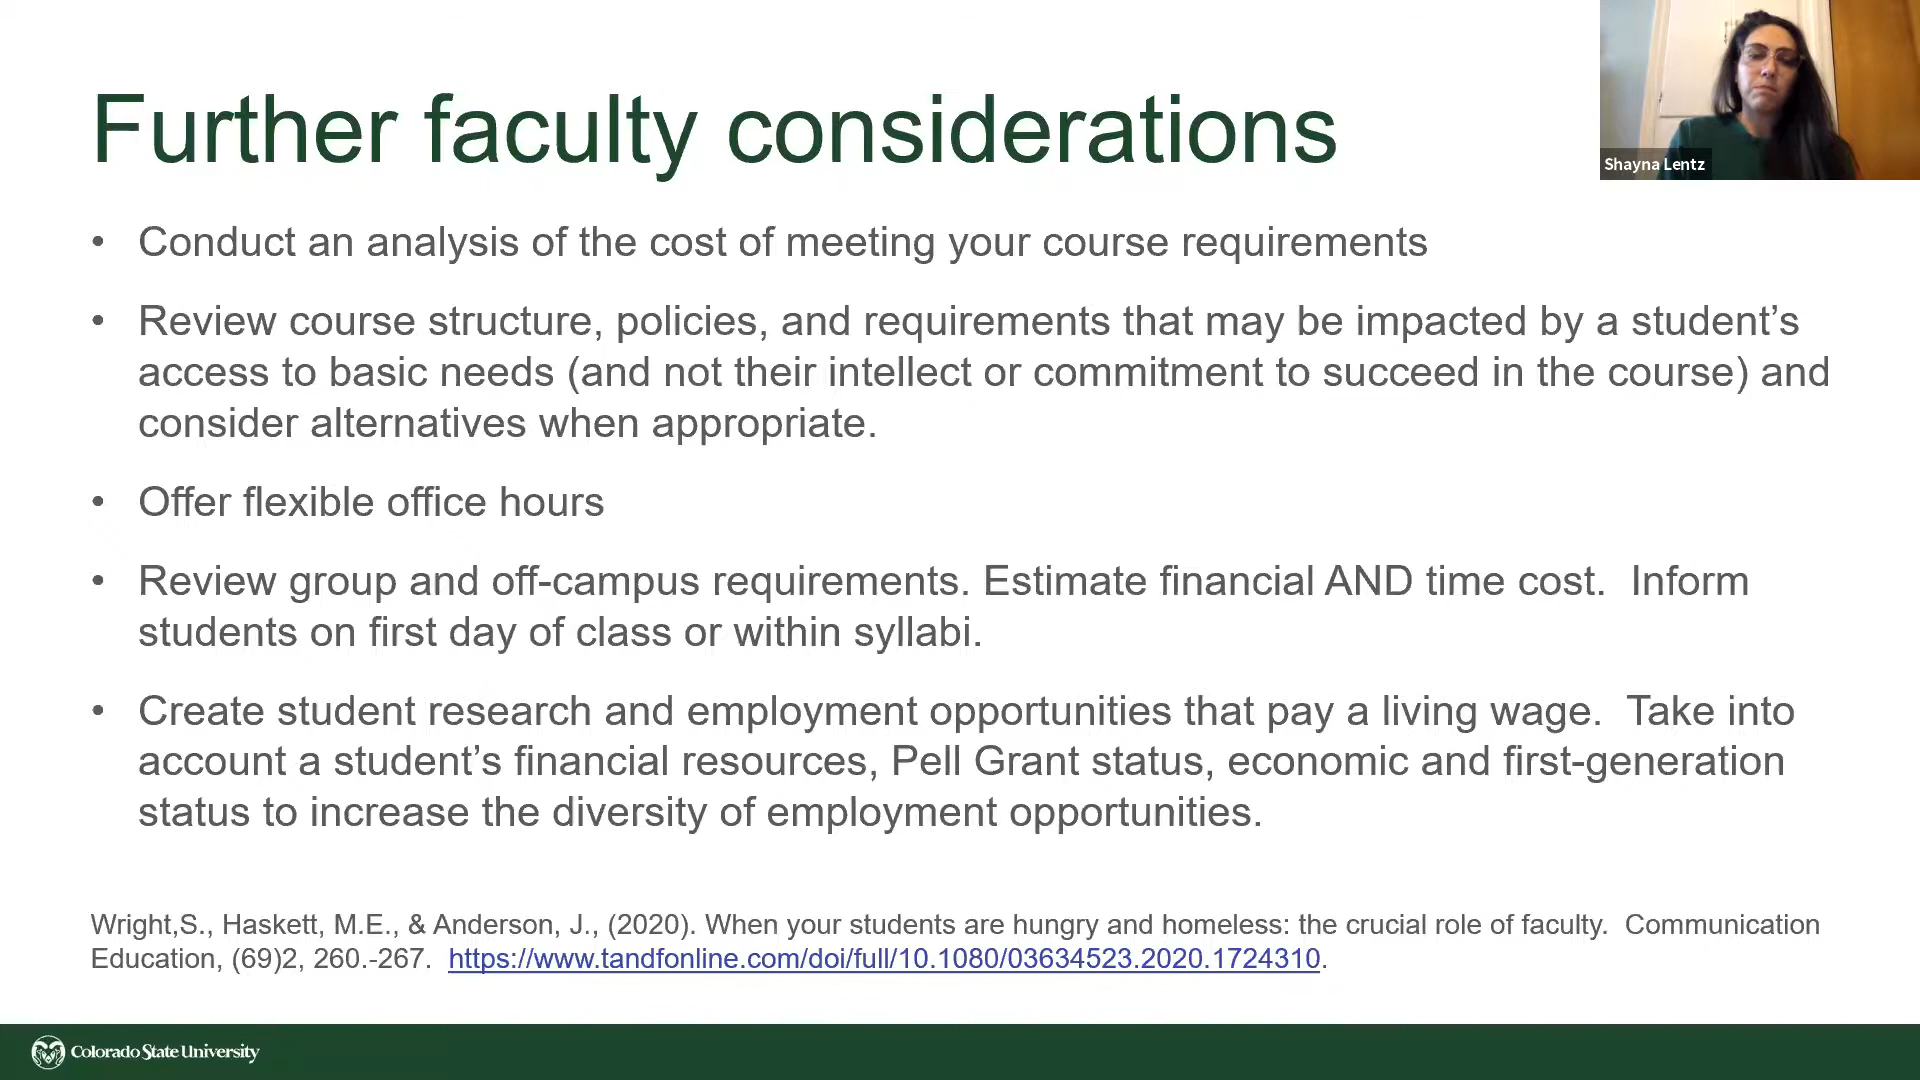 Further faculty considerations
Shayna Lentz
• Conduct an analysis of the cost of meeting your course requirements
• Review course structure, policies, and requirements that may be impacted by a student’s
access to basic needs (and not their intellect or commitment to succeed in the course) and
consider alternatives when appropriate.
• Offer flexible office hours
• Review group and off-campus requirements. Estimate financial AND time cost.  Inform
students on first day of class or within syllabi.
• Create student research and employment opportunities that pay a living wage.  Take into
account a student’s financial resources, Pell Grant status, economic and first-generation
status to increase the diversity of employment opportunities.
Wright,S., Haskett, M.E., & Anderson, J., (2020). When your students are hungry and homeless: the crucial role of faculty.  Communication
Education, (69)2, 260.-267.  https://www.tandfonline.com/doi/full/10.1080/03634523.2020.1724310.
Colorado State University